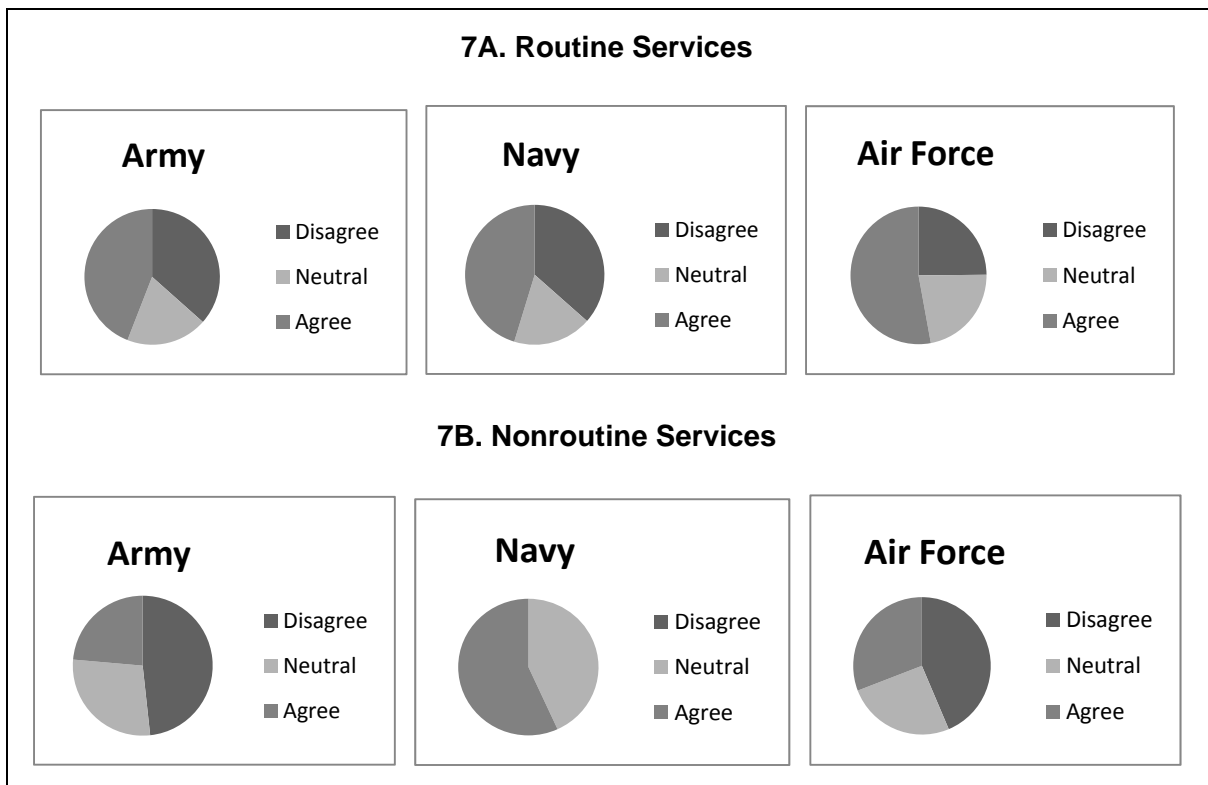 7A. Routine Services
Army
Disagree
Neutral
Agree
Navy
Disagree
Neutral
Agree
Air Force
Disagree
Neutral
Agree
7B. Nonroutine Services
Army
Disagree
Neutral
Agree
Navy
Disagree
Neutral
Agree
Air Force
Disagree
Neutral
Agree